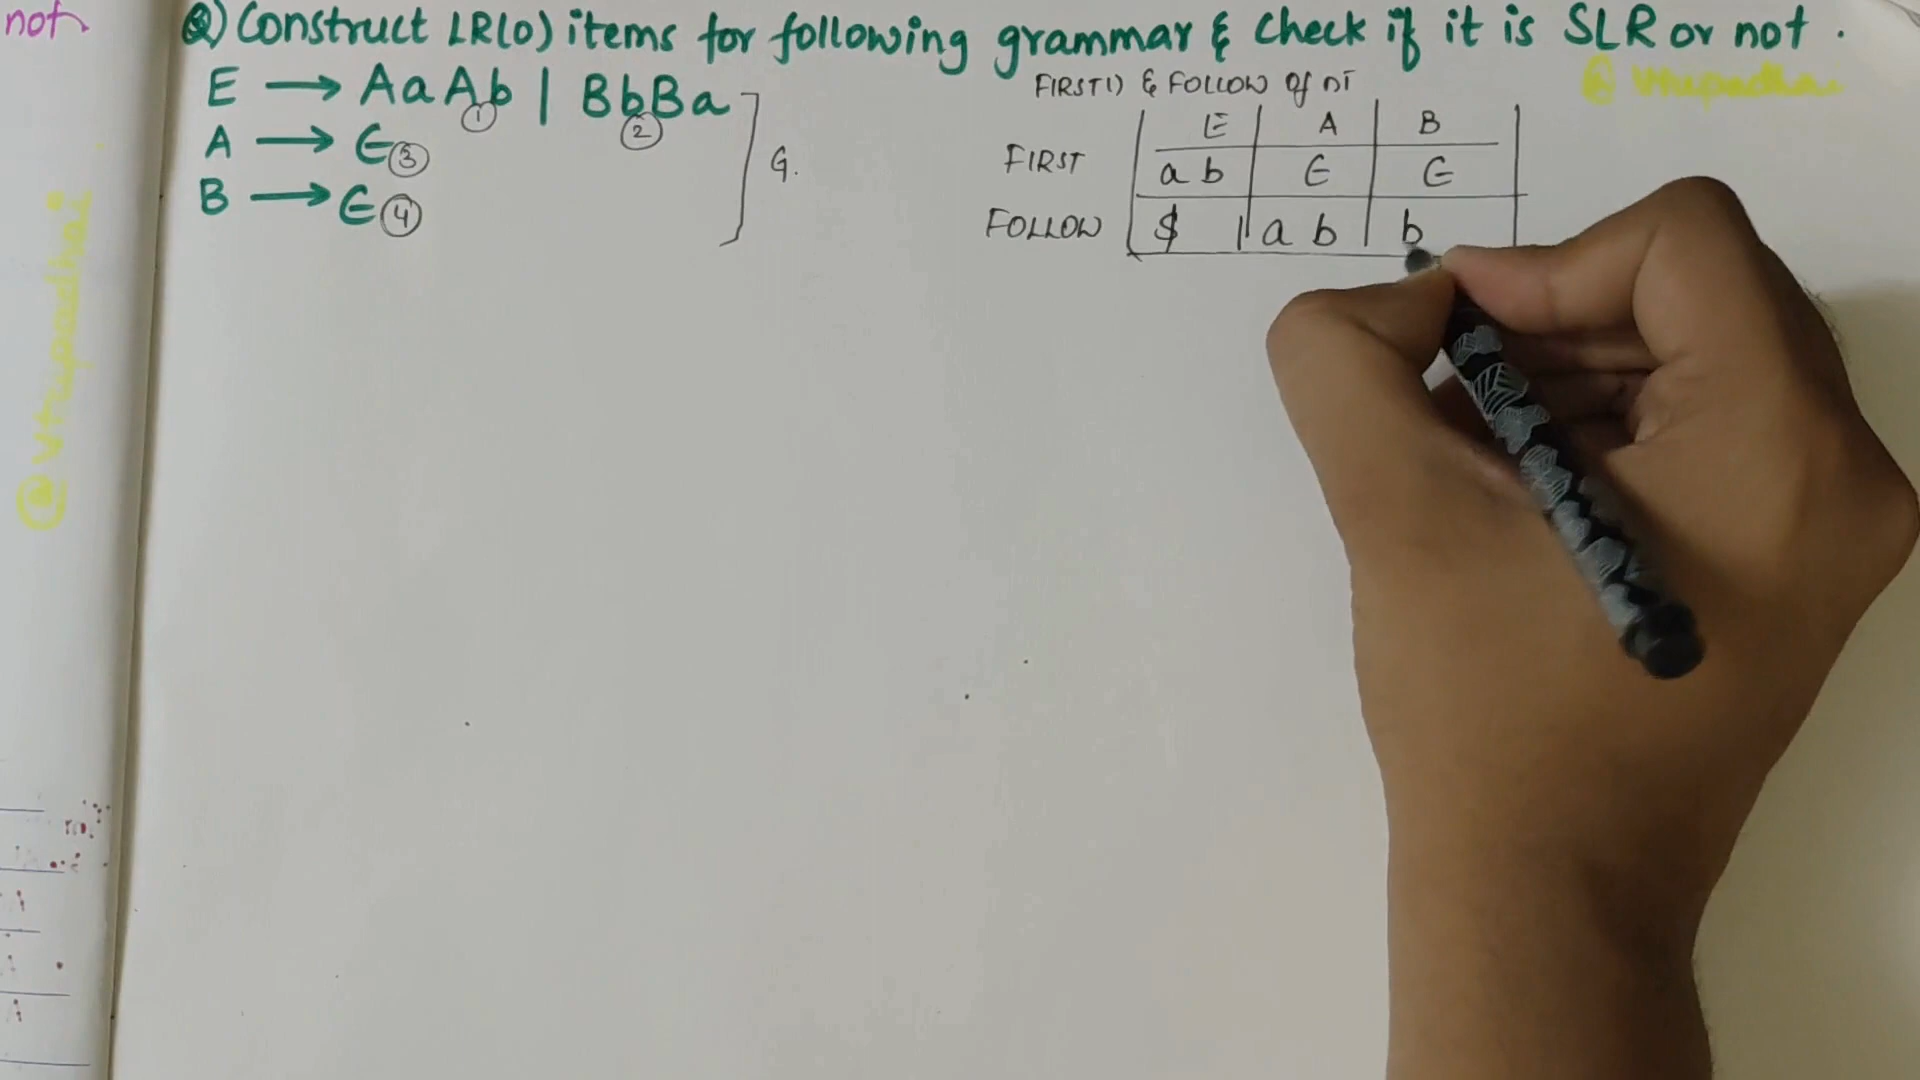 not
Q) Construct LR(0) items for following grammar & check if it is SLR or not.
E → AaAb | BbBa
① ②
A → ϵ ③
B → ϵ ④
G.
FIRST() & FOLLOW of NT
E A B
FIRST a b ϵ ϵ
FOLLOW $ a b b
@vtupadhai